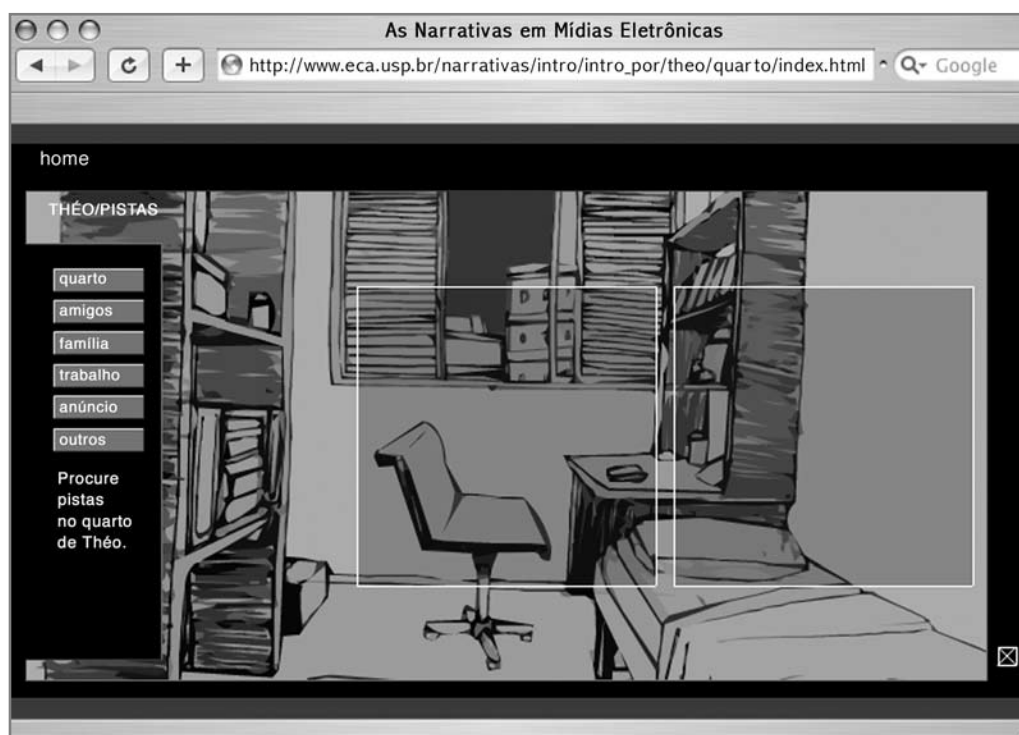 As Narrativas em Mídias Eletrônicas
http://www.eca.usp.br/narrativas/intro/intro_por/theo/quarto/index.html
Google
home
THÉO/PISTAS
quarto
amigos
família
trabalho
anúncio
outros
Procure
pistas
no quarto
de Théo.